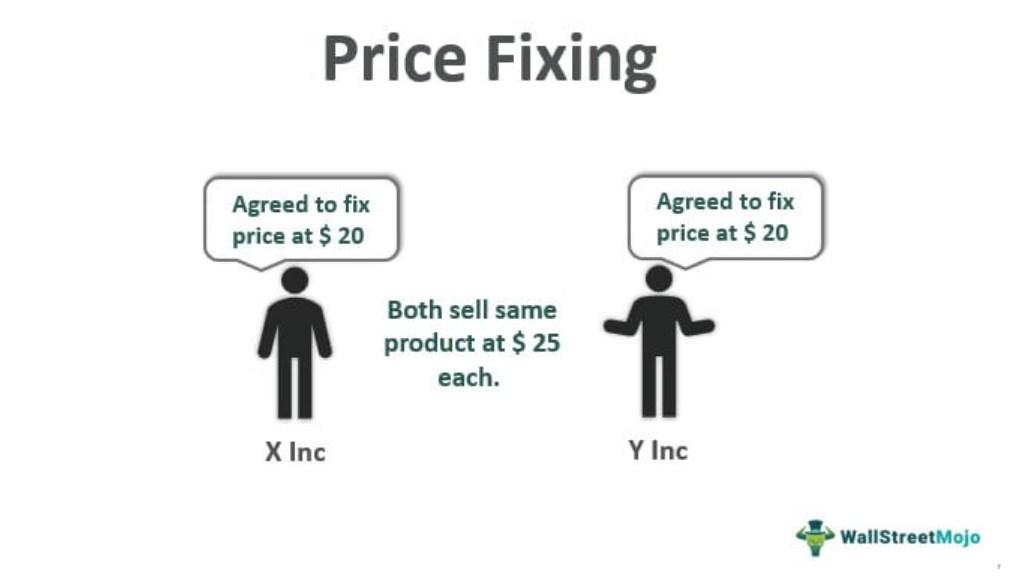 Price Fixing
Agreed to fix
price at $ 20
Agreed to fix
price at $ 20
Both sell same
product at $ 25
each.
X Inc
Y Inc
WallStreetMojo